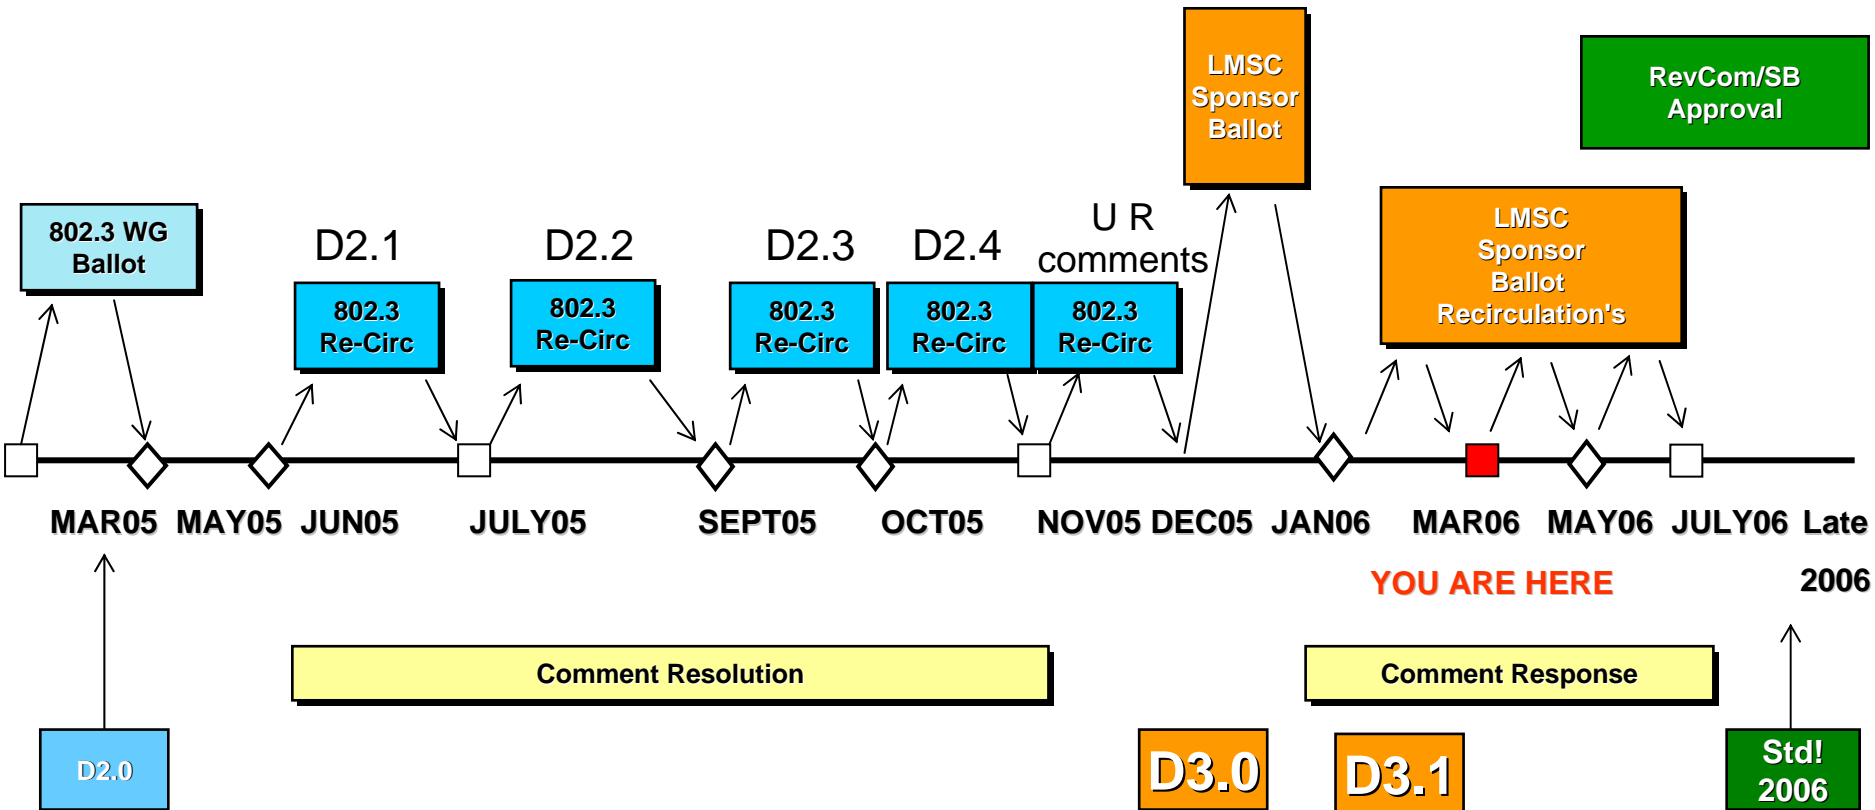 LMSC
Sponsor
Ballot
RevCom/SB
Approval
802.3 WG
Ballot
D2.1
D2.2
D2.3
D2.4
U R
comments
LMSC
Sponsor
Ballot
Recirculation's
802.3
Re-Circ
802.3
Re-Circ
802.3
Re-Circ
802.3
Re-Circ
802.3
Re-Circ
MAR05 MAY05 JUN05 JULY05 SEPT05 OCT05 NOV05 DEC05 JAN06 MAR06 MAY06 JULY06 Late
2006
YOU ARE HERE
Comment Resolution
Comment Response
D2.0
D3.0
D3.1
Std!
2006